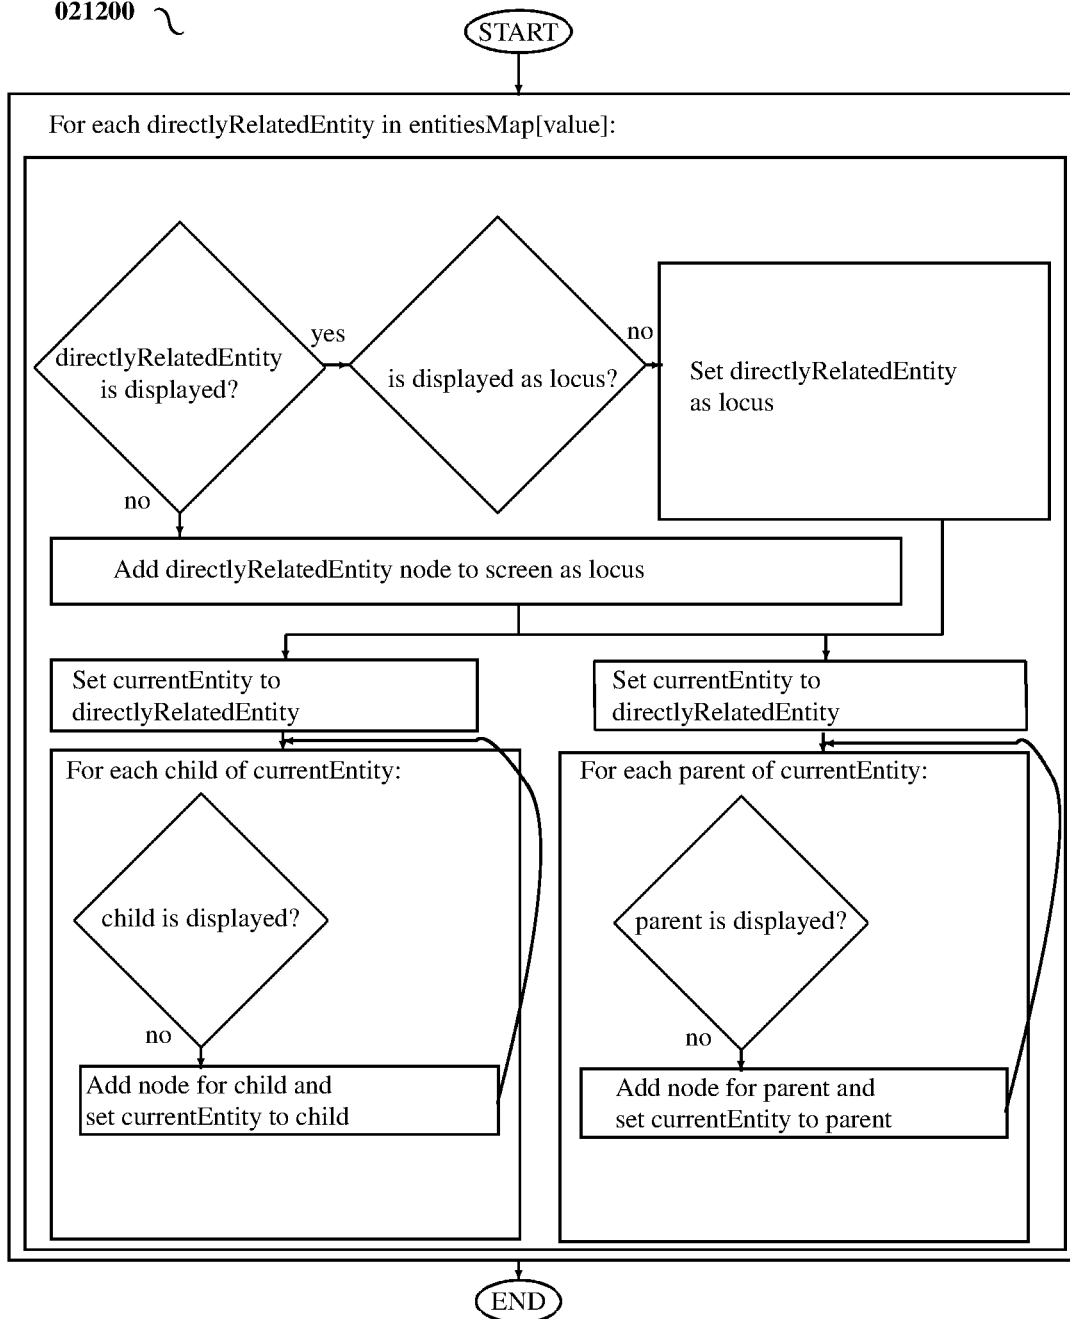 021200
START
For each directlyRelatedEntity in entitiesMap[value]:
yes
no
directlyRelatedEntity
is displayed?
is displayed as locus?
Set directlyRelatedEntity
as locus
no
Add directlyRelatedEntity node to screen as locus
Set currentEntity to
directlyRelatedEntity
Set currentEntity to
directlyRelatedEntity
For each child of currentEntity:
For each parent of currentEntity:
child is displayed?
parent is displayed?
no
no
Add node for child and
set currentEntity to child
Add node for parent and
set currentEntity to parent
END